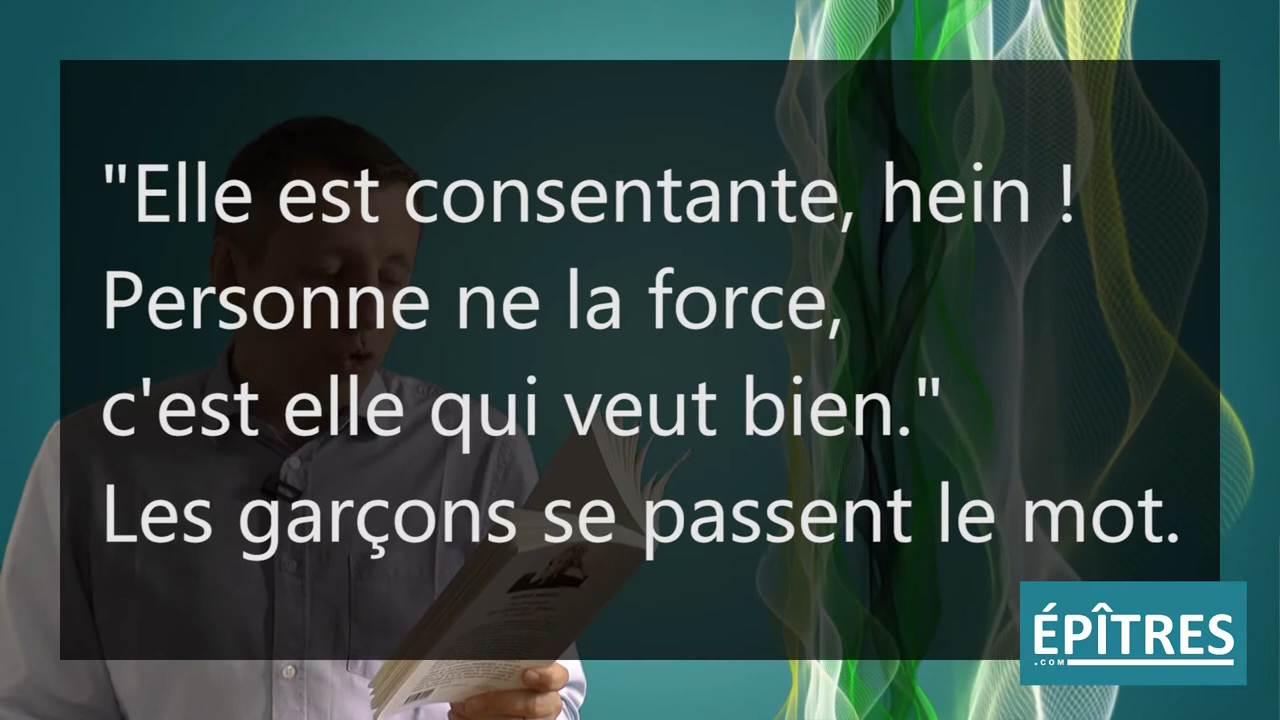 "Elle est consentante, hein !
Personne ne la force,
c'est elle qui veut bien."
Les garçons se passent le mot.
ÉPÎTRES
.COM